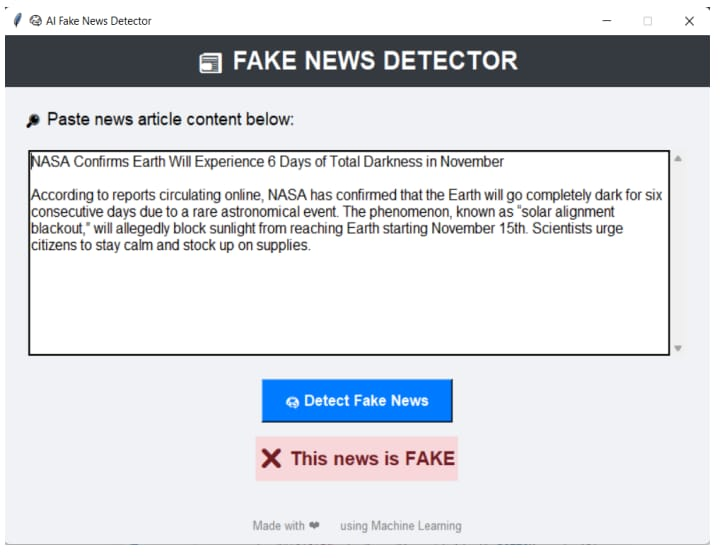 AI Fake News Detector
FAKE NEWS DETECTOR
Paste news article content below:
NASA Confirms Earth Will Experience 6 Days of Total Darkness in November
According to reports circulating online, NASA has confirmed that the Earth will go completely dark for six
consecutive days due to a rare astronomical event. The phenomenon, known as "solar alignment
blackout," will allegedly block sunlight from reaching Earth starting November 15th. Scientists urge
citizens to stay calm and stock up on supplies.
Detect Fake News
❌ This news is FAKE
Made with ❤ using Machine Learning